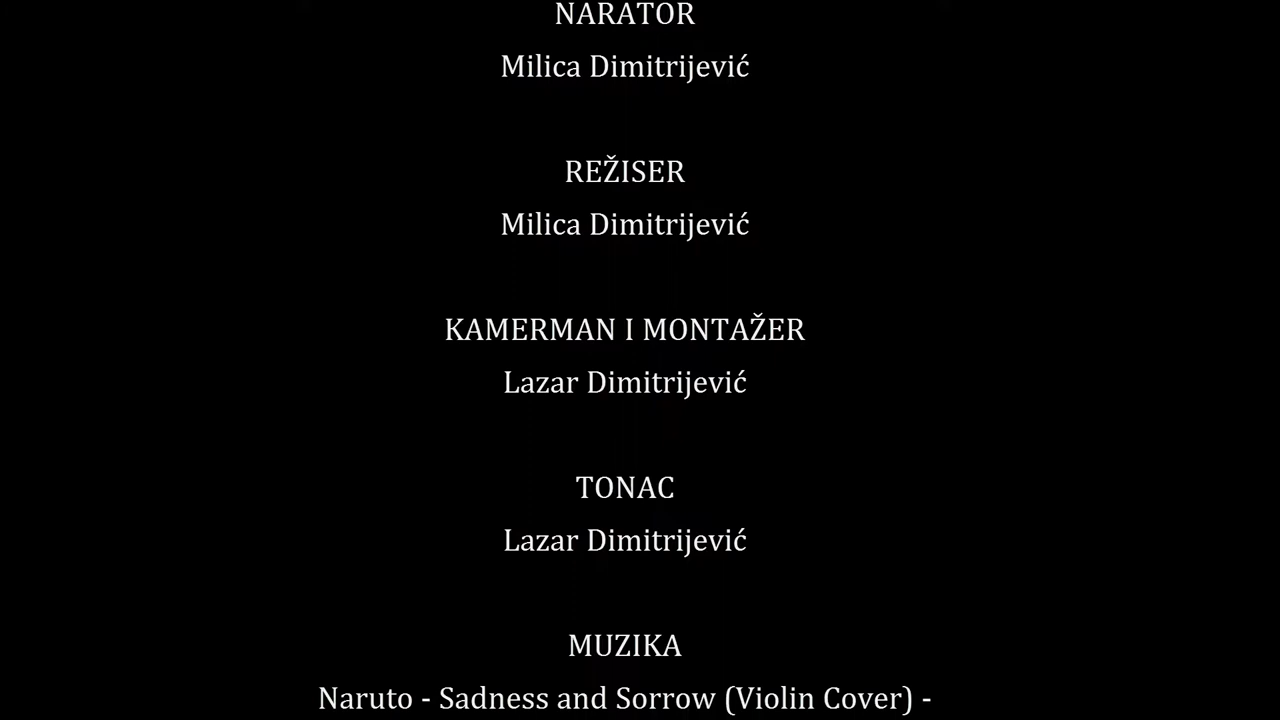 NARATOR
Milica Dimitrijević
REŽISER
Milica Dimitrijević
KAMERMAN I MONTAŽER
Lazar Dimitrijević
TONAC
Lazar Dimitrijević
MUZIKA
Naruto - Sadness and Sorrow (Violin Cover) -